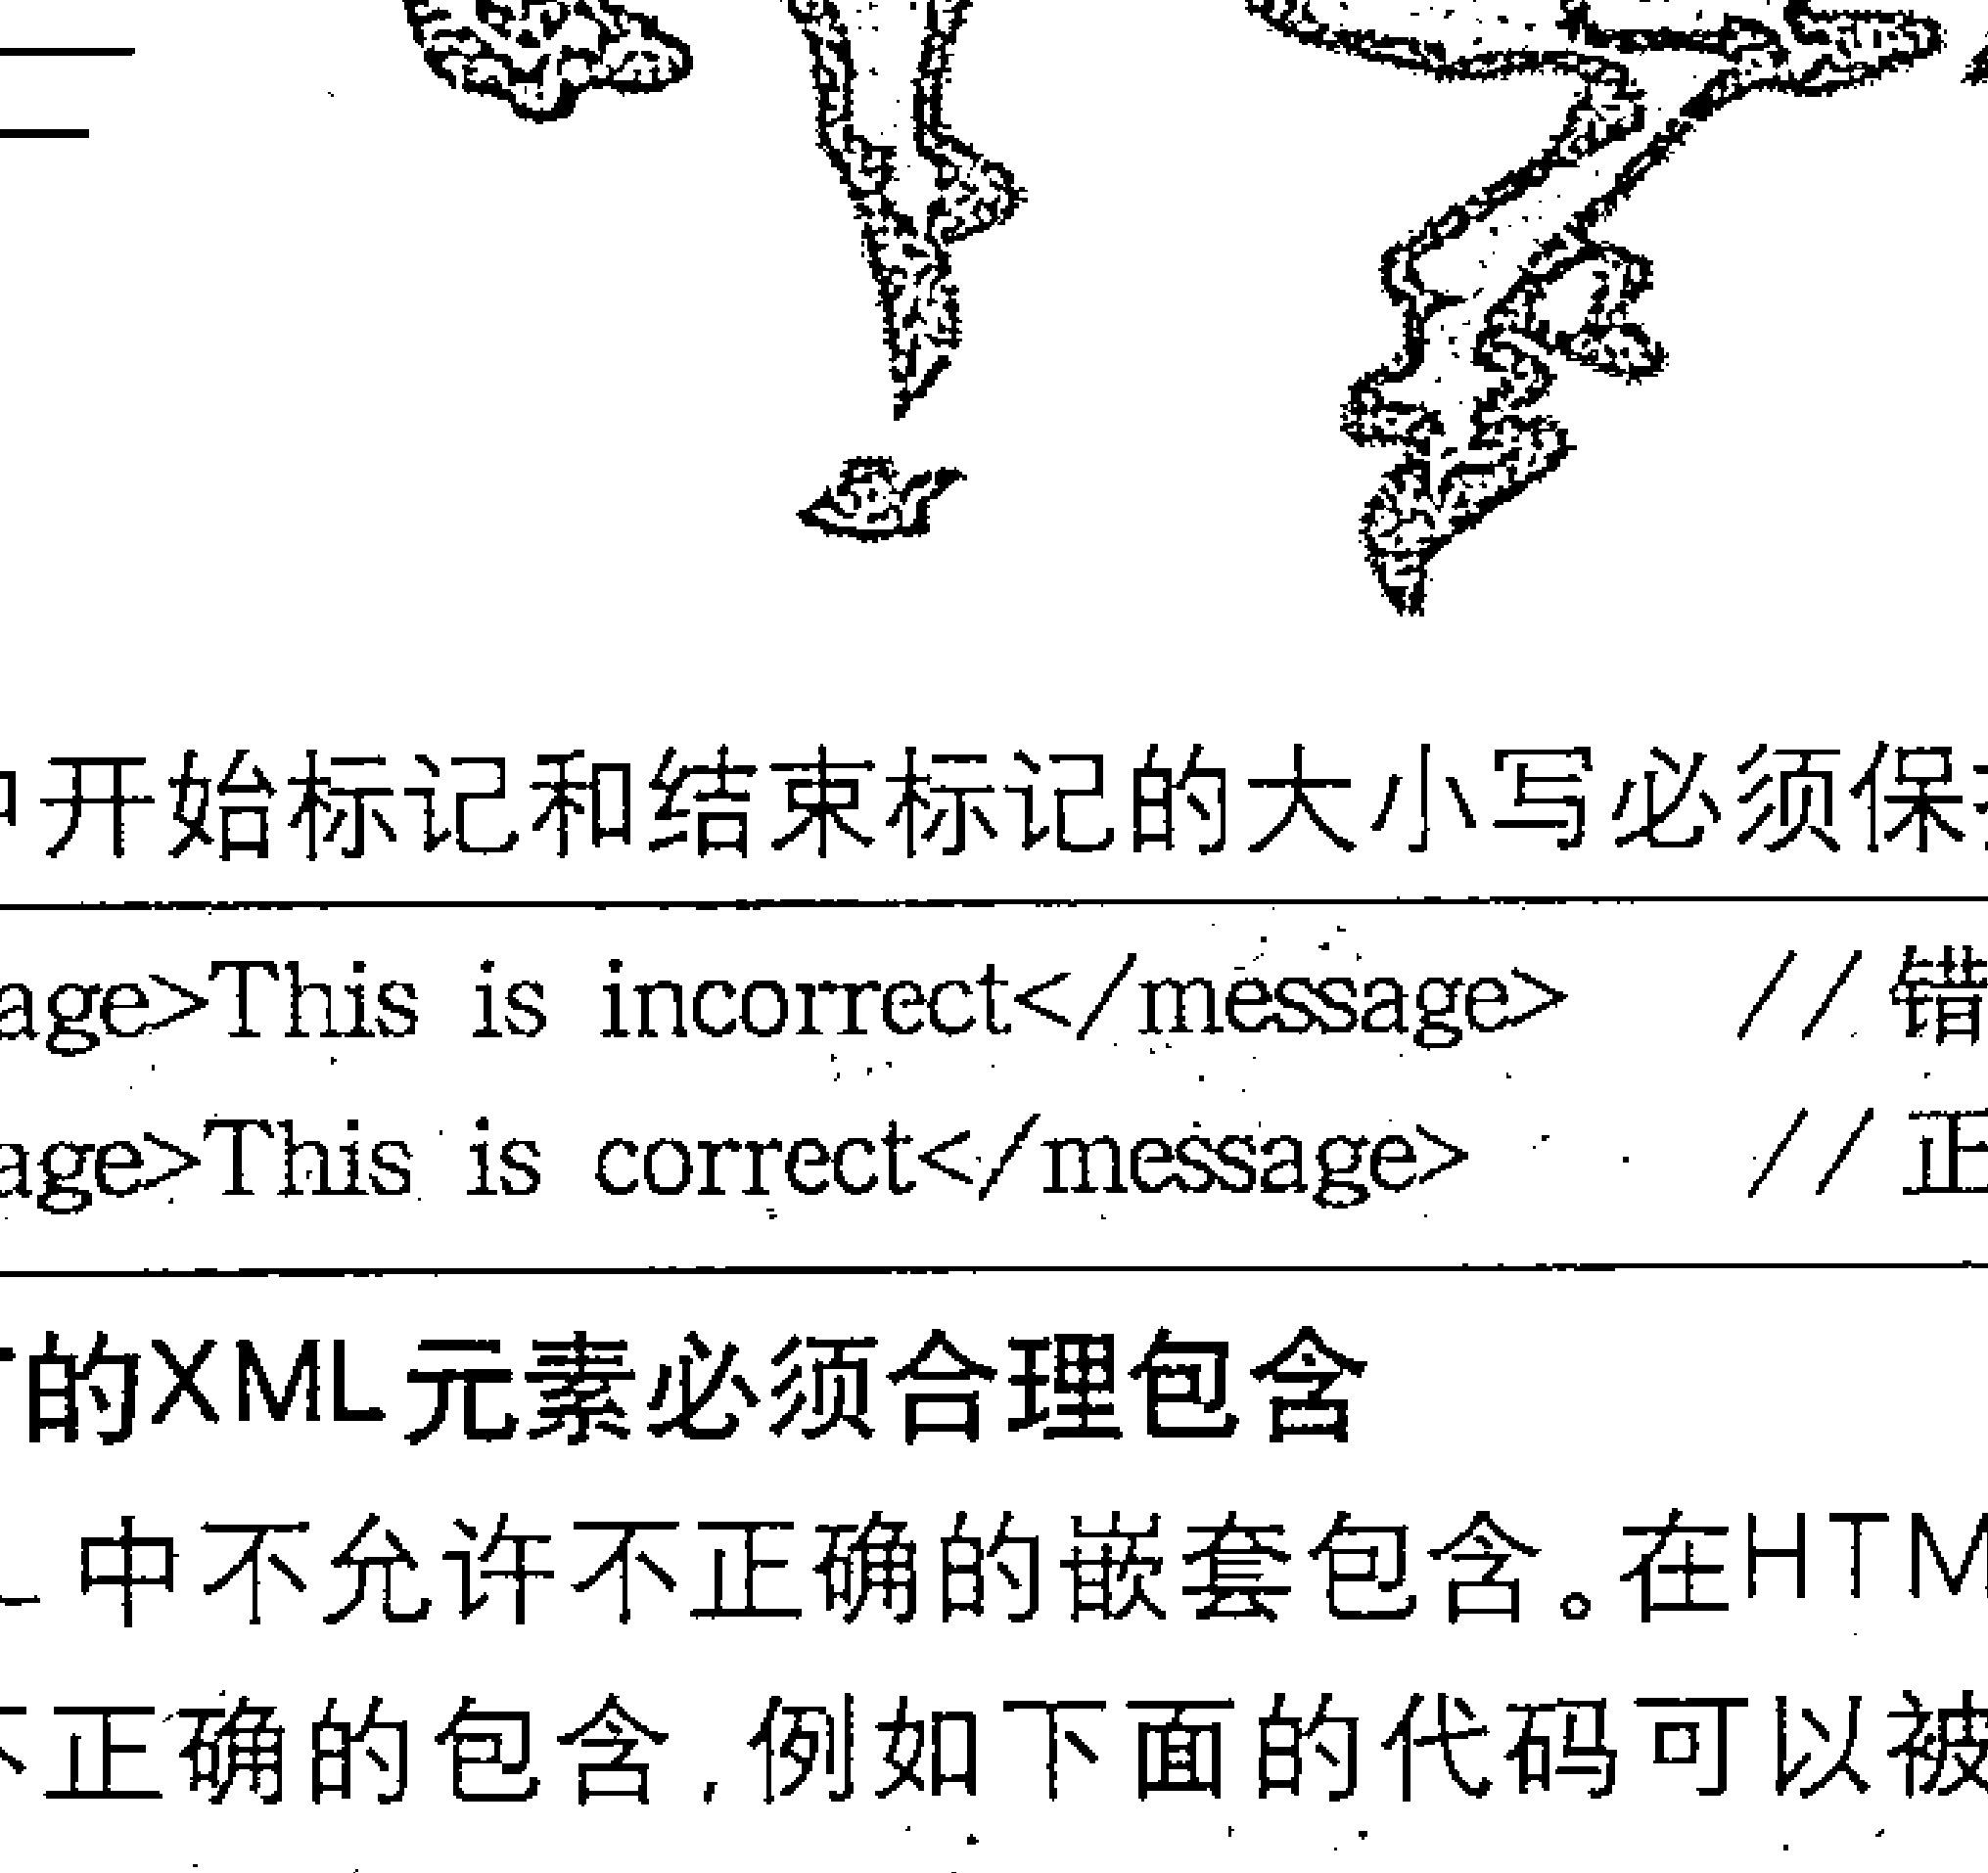 开始标记和结束标记的大小写必须保
age>This is incorrect</message> //错
age>This is correct</message> //正
的XML元素必须合理包含
中不允许不正确的嵌套包含。在HTM
不正确的包含,例如下面的代码可以被